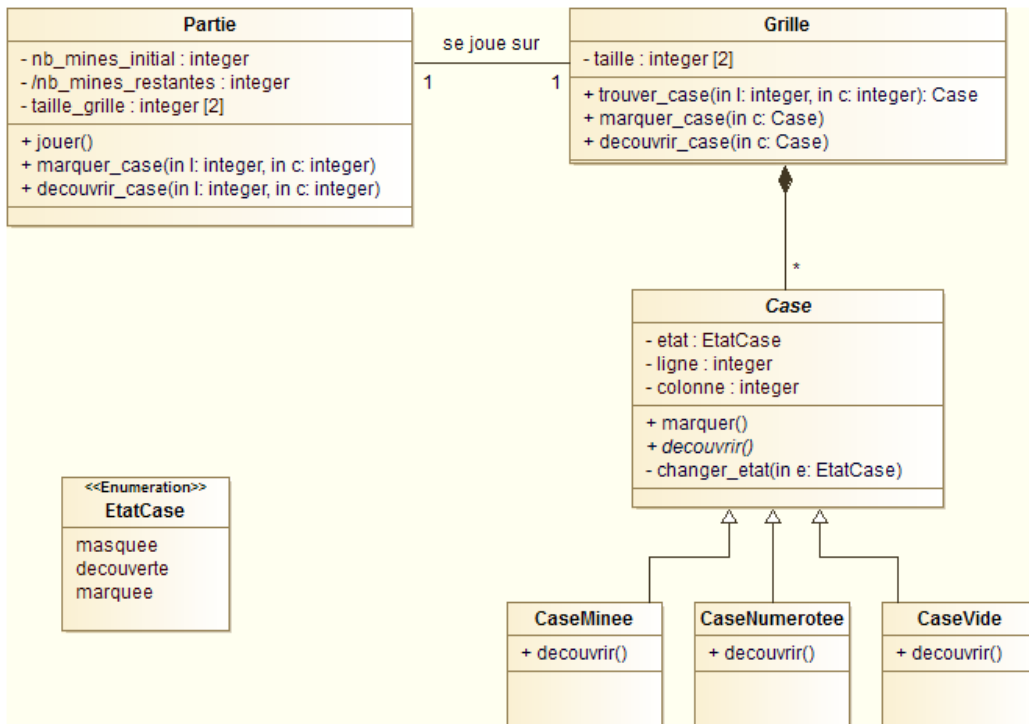 Partie
- nb_mines_initial : integer
- /nb_mines_restantes : integer
- taille_grille : integer [2]
+ jouer()
+ marquer_case(in l: integer, in c: integer)
+ decouvrir_case(in l: integer, in c: integer)
se joue sur
1
1
Grille
- taille : integer [2]
+ trouver_case(in l: integer, in c: integer): Case
+ marquer_case(in c: Case)
+ decouvrir_case(in c: Case)
*
Case
- etat : EtatCase
- ligne : integer
- colonne : integer
+ marquer()
+ decouvrir()
- changer_etat(in e: EtatCase)
<<Enumeration>>
EtatCase
masquee
decouverte
marquee
CaseMinee
+ decouvrir()
CaseNumerotee
+ decouvrir()
CaseVide
+ decouvrir()